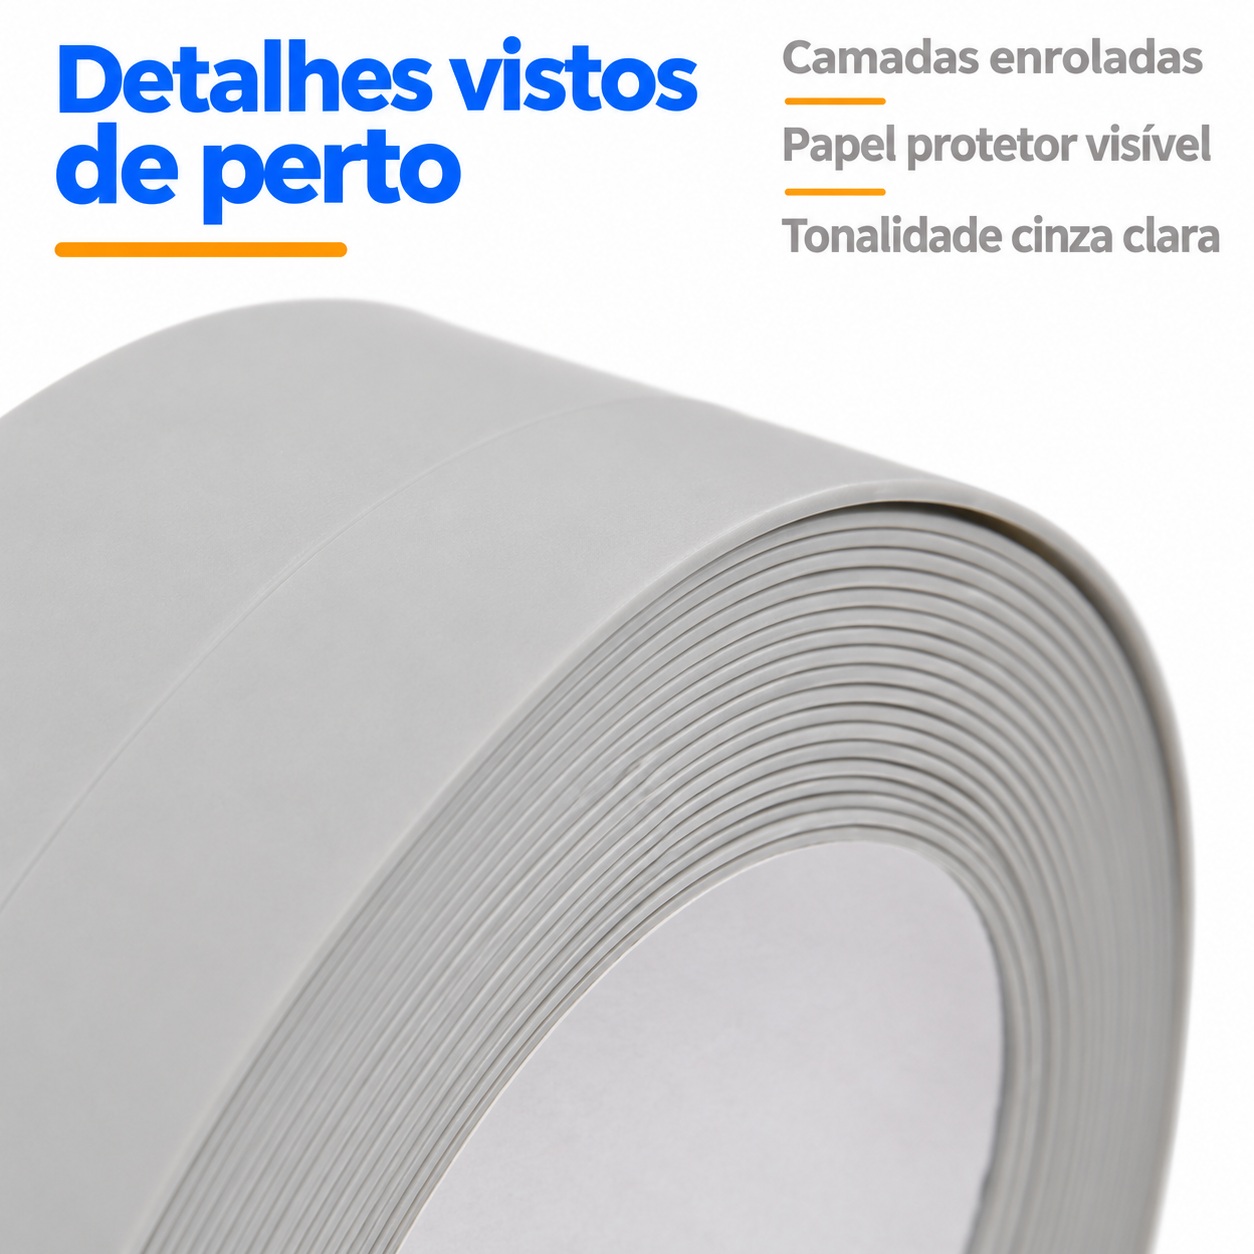 Detalhes vistos
de perto
Camadas enroladas
Papel protetor visível
Tonalidade cinza clara